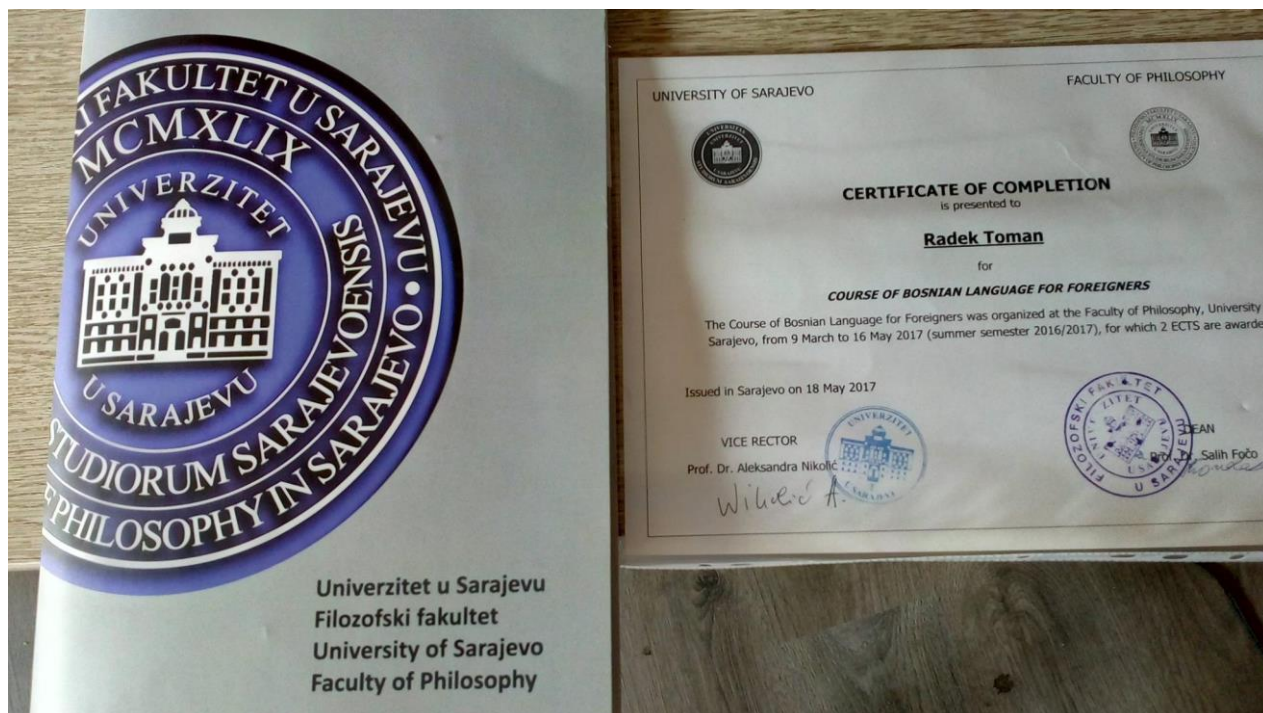 KI FAKULTET U SARAJEVU •
MCMXLIX
UNIVERZITET
U SARAJEVU
STUDIORUM SARAJEVOENSIS
E PHILOSOPHY IN SARAJEVO
Univerzitet u Sarajevu
Filozofski fakultet
University of Sarajevo
Faculty of Philosophy
UNIVERSITY OF SARAJEVO
FACULTY OF PHILOSOPHY
CERTIFICATE OF COMPLETION
is presented to
Radek Toman
for
COURSE OF BOSNIAN LANGUAGE FOR FOREIGNERS
The Course of Bosnian Language for Foreigners was organized at the Faculty of Philosophy, University
Sarajevo, from 9 March to 16 May 2017 (summer semester 2016/2017), for which 2 ECTS are awarde
Issued in Sarajevo on 18 May 2017
VICE RECTOR
Prof. Dr. Aleksandra Nikolić
UNIVERZITET
U SARAJEVU
FILOZOFSKI FAKULTET
U SARAJEVU
DEAN
Prof. Dr. Salih Fočo